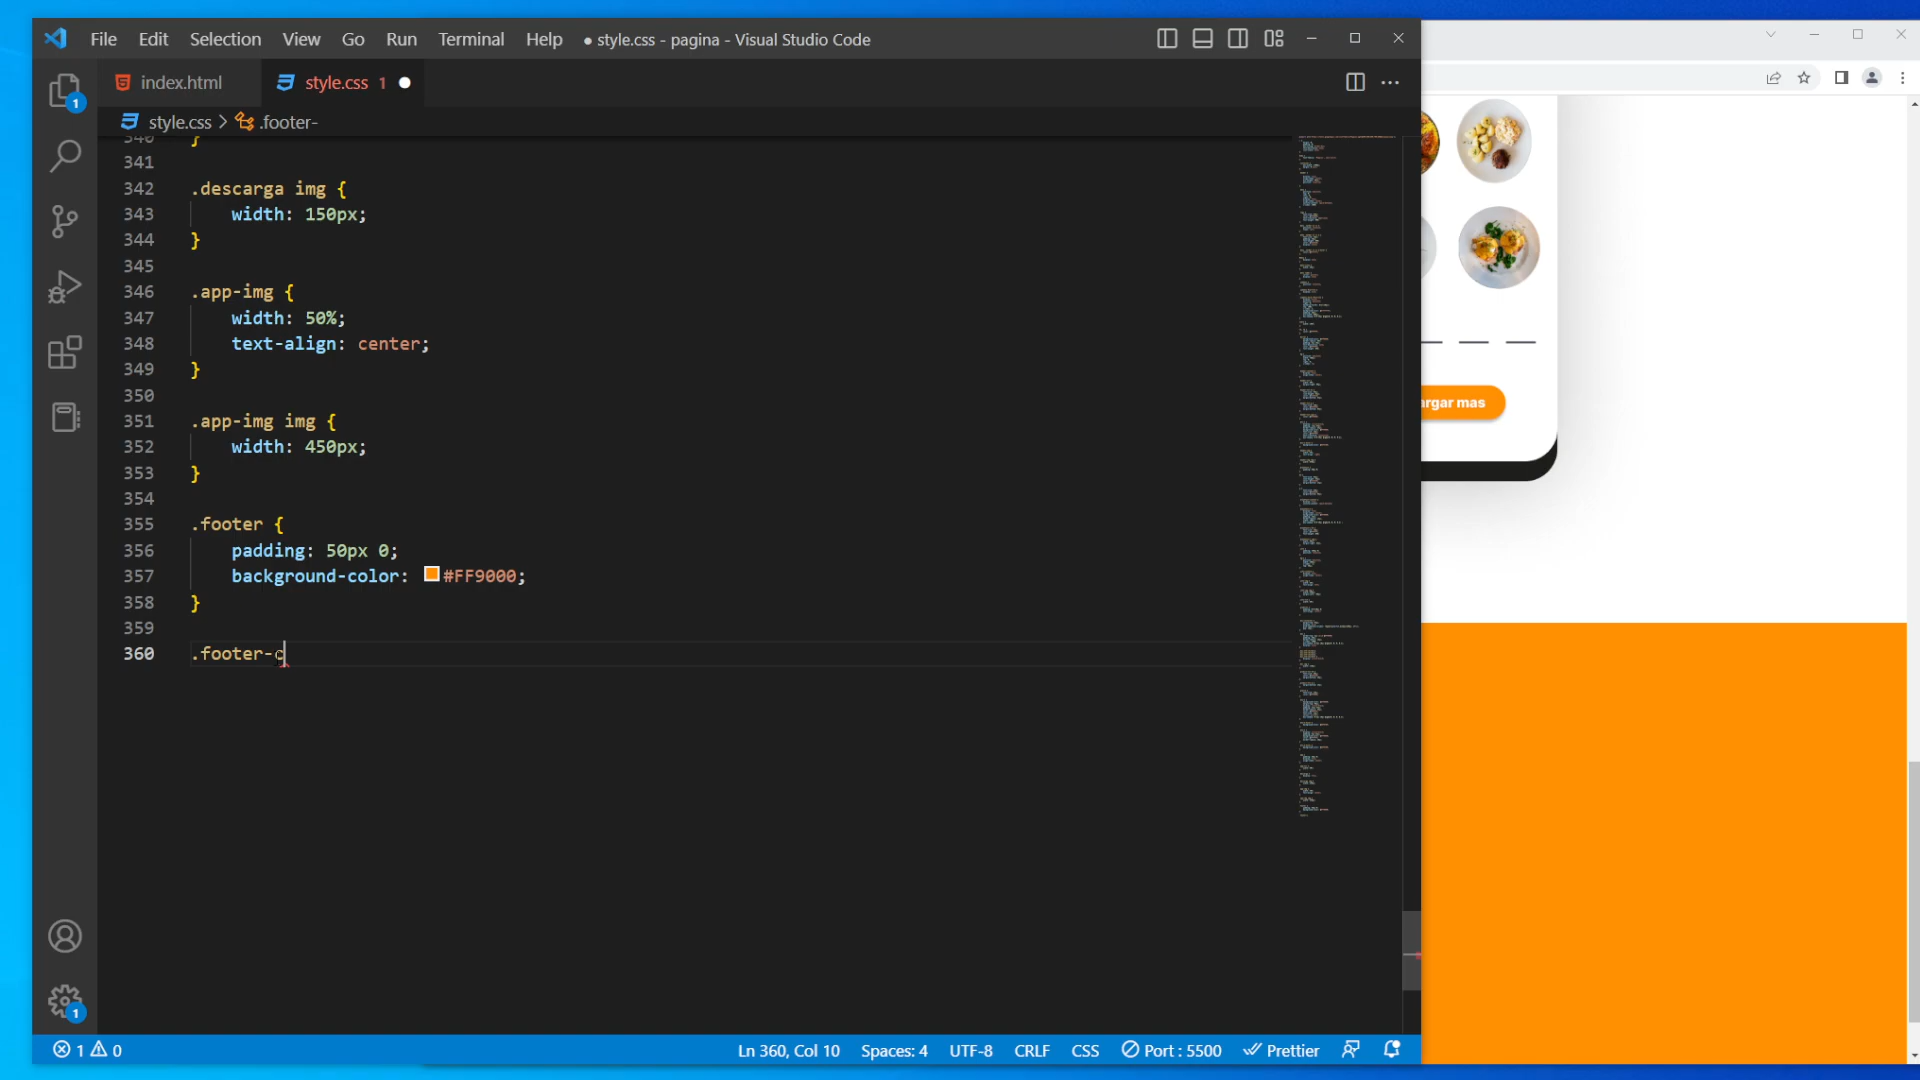 File Edit Selection View Go Run Terminal Help ● style.css - pagina - Visual Studio Code
index.html style.css 1 ●
style.css > .footer-
340 }
341
342 .descarga img {
343 width: 150px;
344 }
345
346 .app-img {
347 width: 50%;
348 text-align: center;
349 }
350
351 .app-img img {
352 width: 450px;
353 }
354
355 .footer {
356 padding: 50px 0;
357 background-color: #FF9000;
358 }
359
360 .footer-c
1
1
argar mas
1 0 Ln 360, Col 10 Spaces: 4 UTF-8 CRLF CSS Port : 5500 Prettier